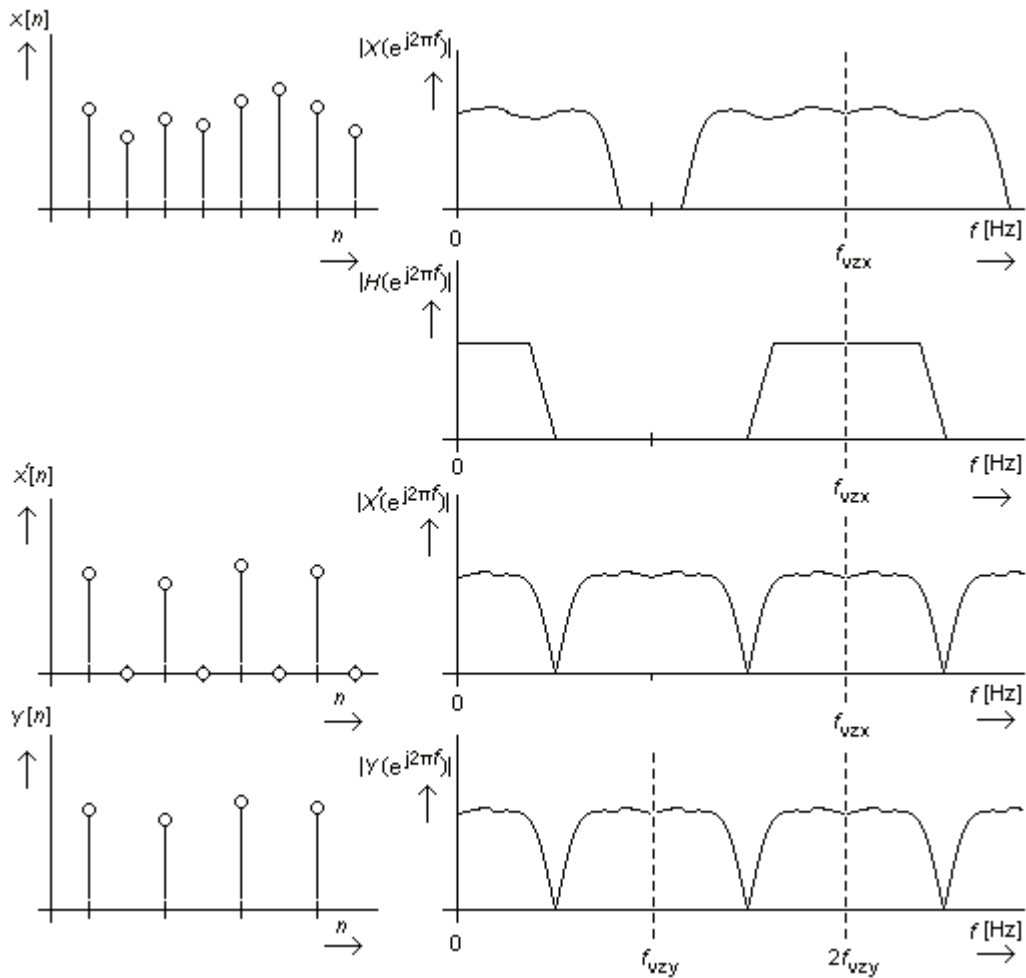 x[n]
|X(e^j2πf)|
n
0
f_vzx
f [Hz]
|H(e^j2πf)|
0
f_vzx
f [Hz]
x'[n]
|X'(e^j2πf)|
n
0
f_vzx
f [Hz]
y[n]
|Y(e^j2πf)|
n
0
f_vzy
2f_vzy
f [Hz]